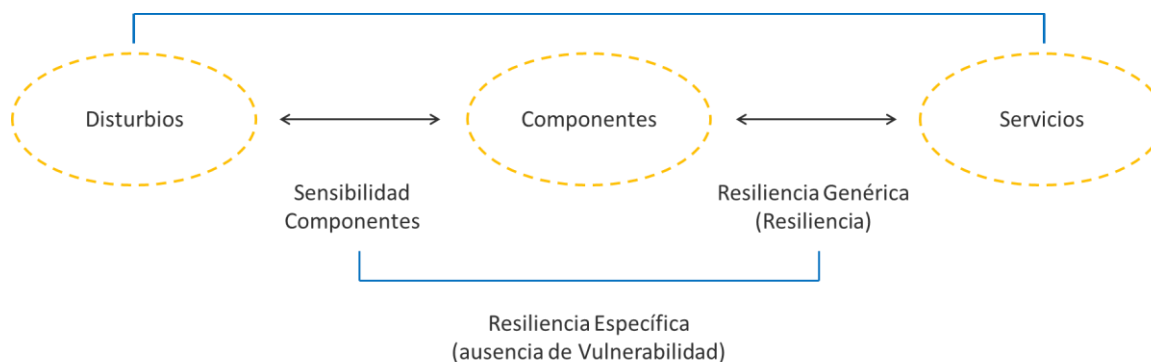 Disturbios
Componentes
Servicios
Sensibilidad
Componentes
Resiliencia Genérica
(Resiliencia)
Resiliencia Específica
(ausencia de Vulnerabilidad)